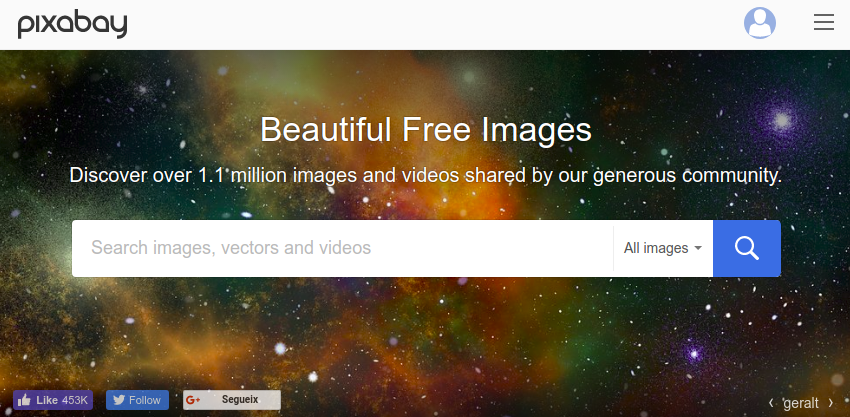 pixabay
Beautiful Free Images
Discover over 1.1 million images and videos shared by our generous community.
Search images, vectors and videos All images
Like 453K Follow G+ Segueix ‹ geralt ›